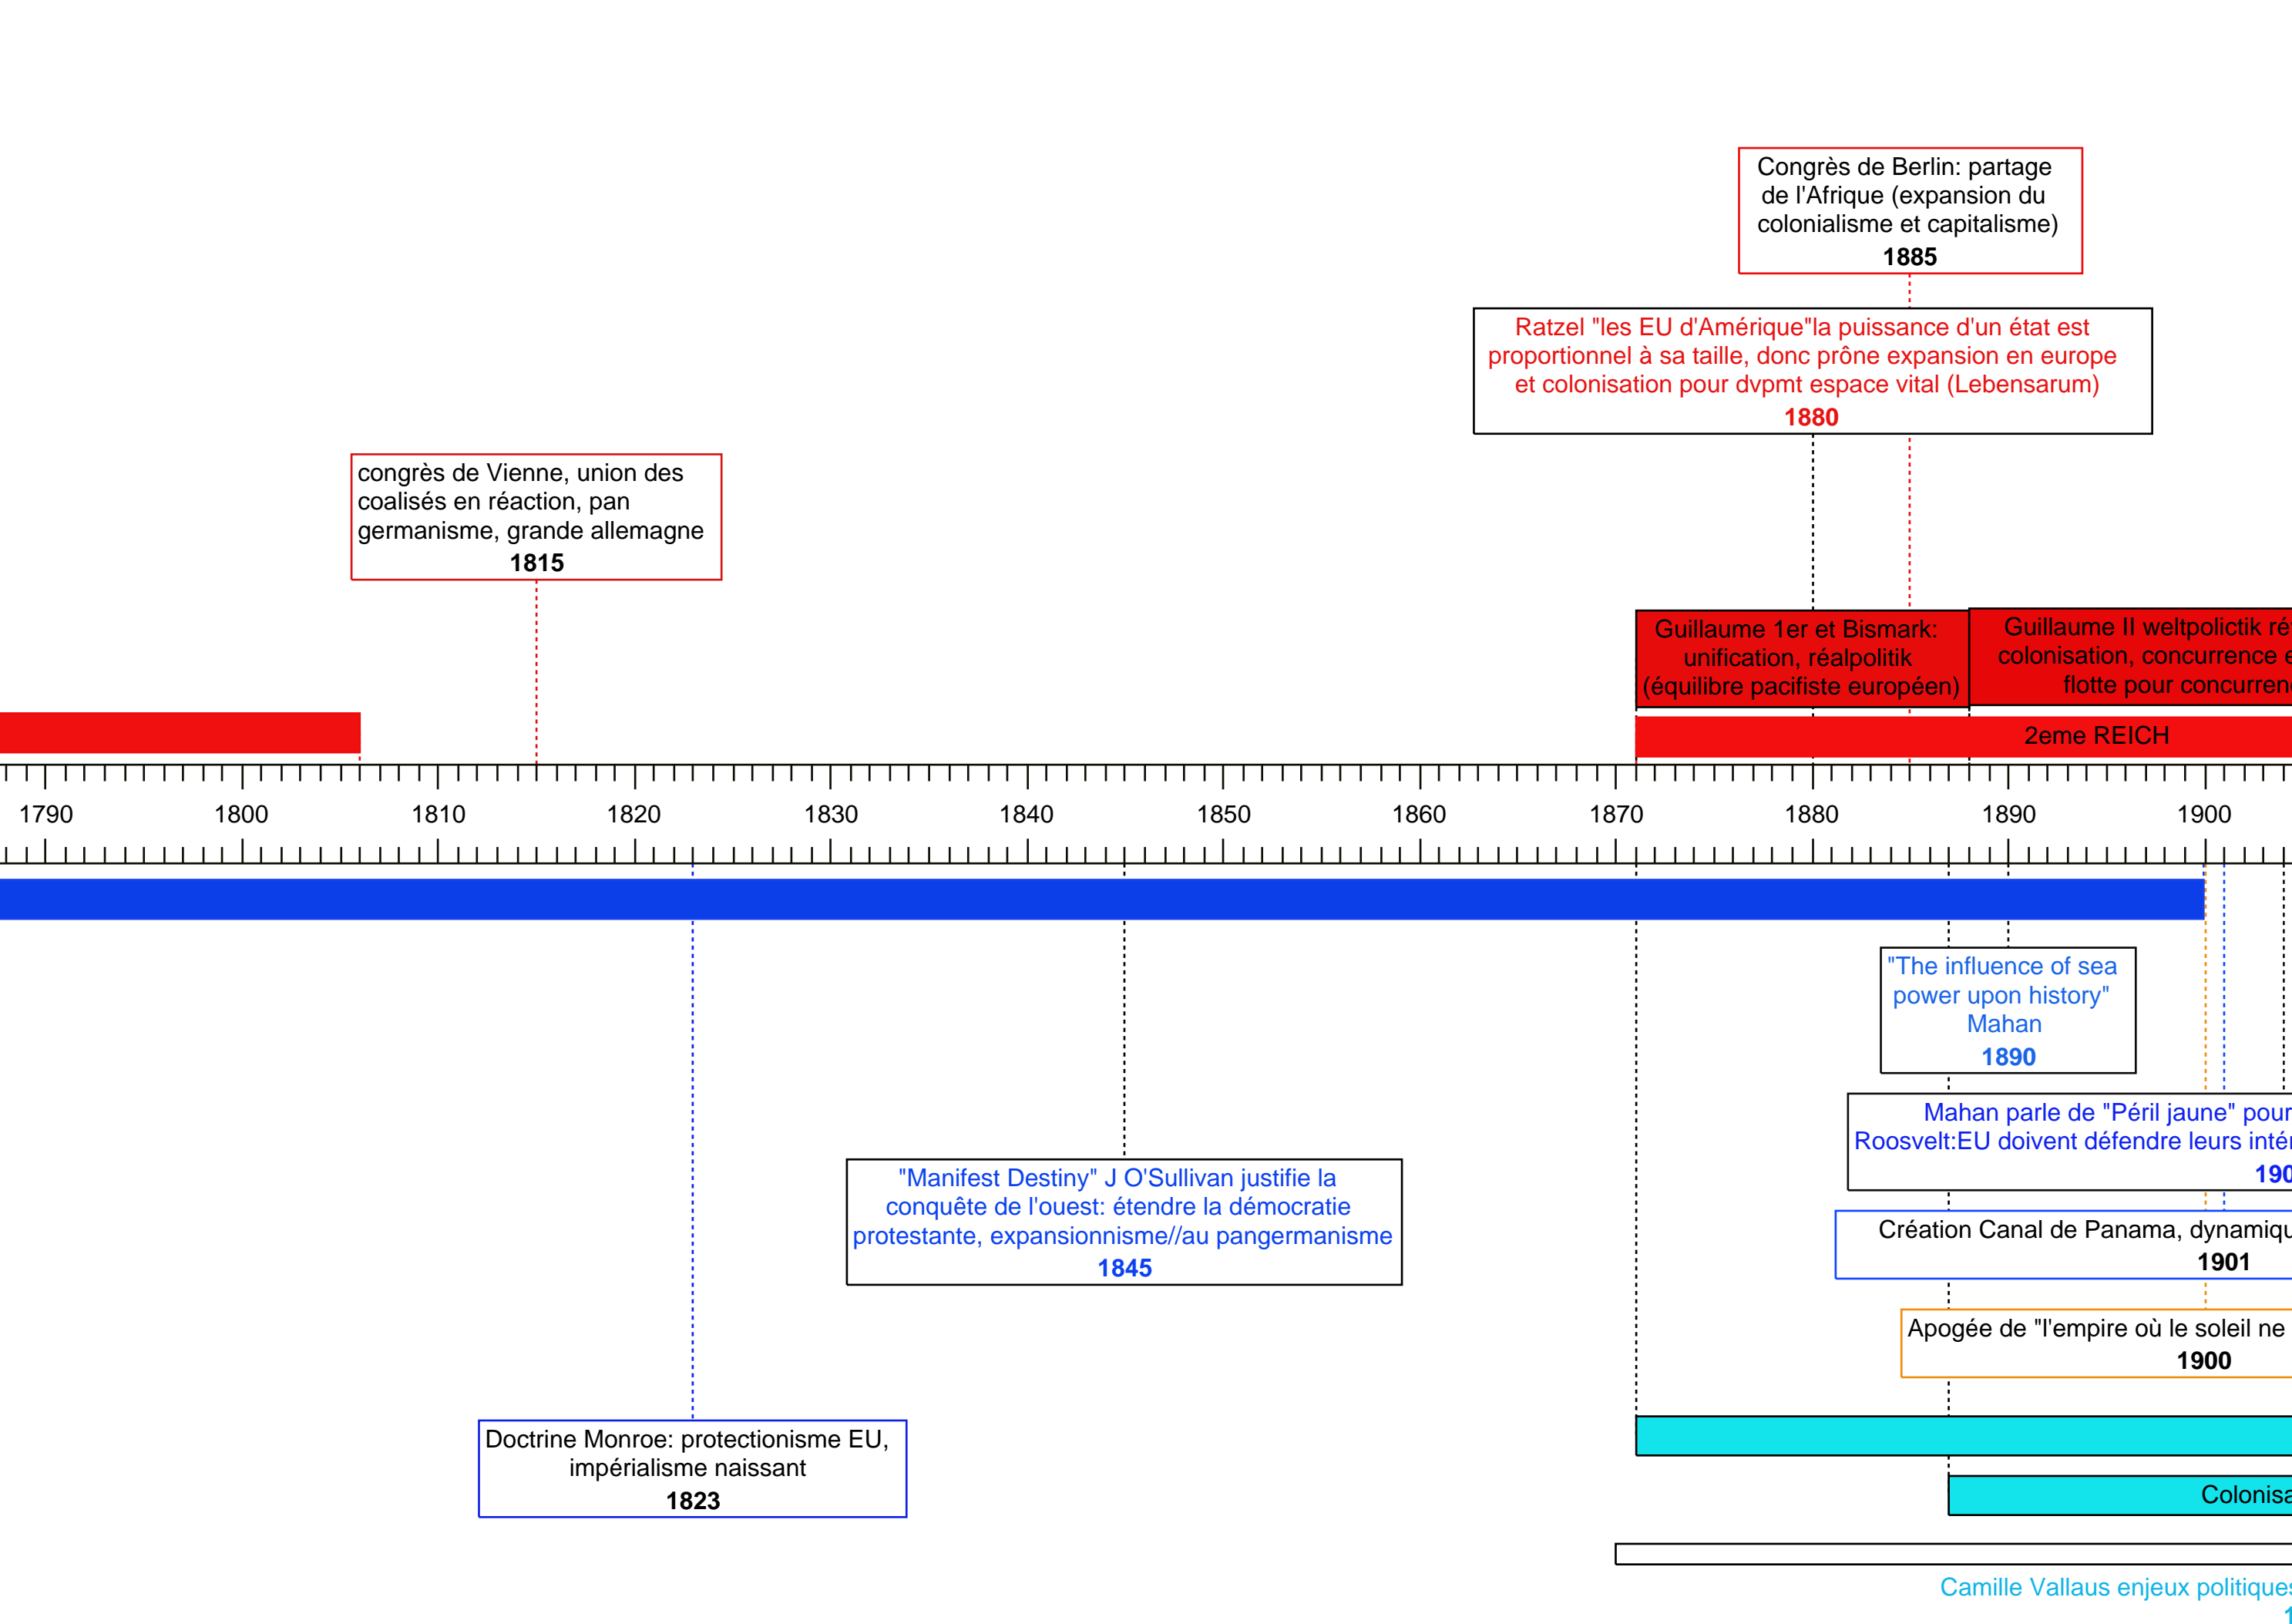 Congrès de Berlin: partage
de l'Afrique (expansion du
colonialisme et capitalisme)
1885
Ratzel "les EU d'Amérique"la puissance d'un état est
proportionnel à sa taille, donc prône expansion en europe
et colonisation pour dvpmt espace vital (Lebensarum)
1880
congrès de Vienne, union des
coalisés en réaction, pan
germanisme, grande allemagne
1815
Guillaume 1er et Bismark:
unification, réalpolitik
(équilibre pacifiste européen)
Guillaume II weltpolictik ré
colonisation, concurrence e
flotte pour concurren
2eme REICH
1790 1800 1810 1820 1830 1840 1850 1860 1870 1880 1890 1900
"The influence of sea
power upon history"
Mahan
1890
Mahan parle de "Péril jaune" pour
Roosvelt:EU doivent défendre leurs inté
190
"Manifest Destiny" J O'Sullivan justifie la
conquête de l'ouest: étendre la démocratie
protestante, expansionnisme//au pangermanisme
1845
Création Canal de Panama, dynamiqu
1901
Apogée de "l'empire où le soleil ne
1900
Doctrine Monroe: protectionisme EU,
impérialisme naissant
1823
Colonisa
Camille Vallaus enjeux politiques